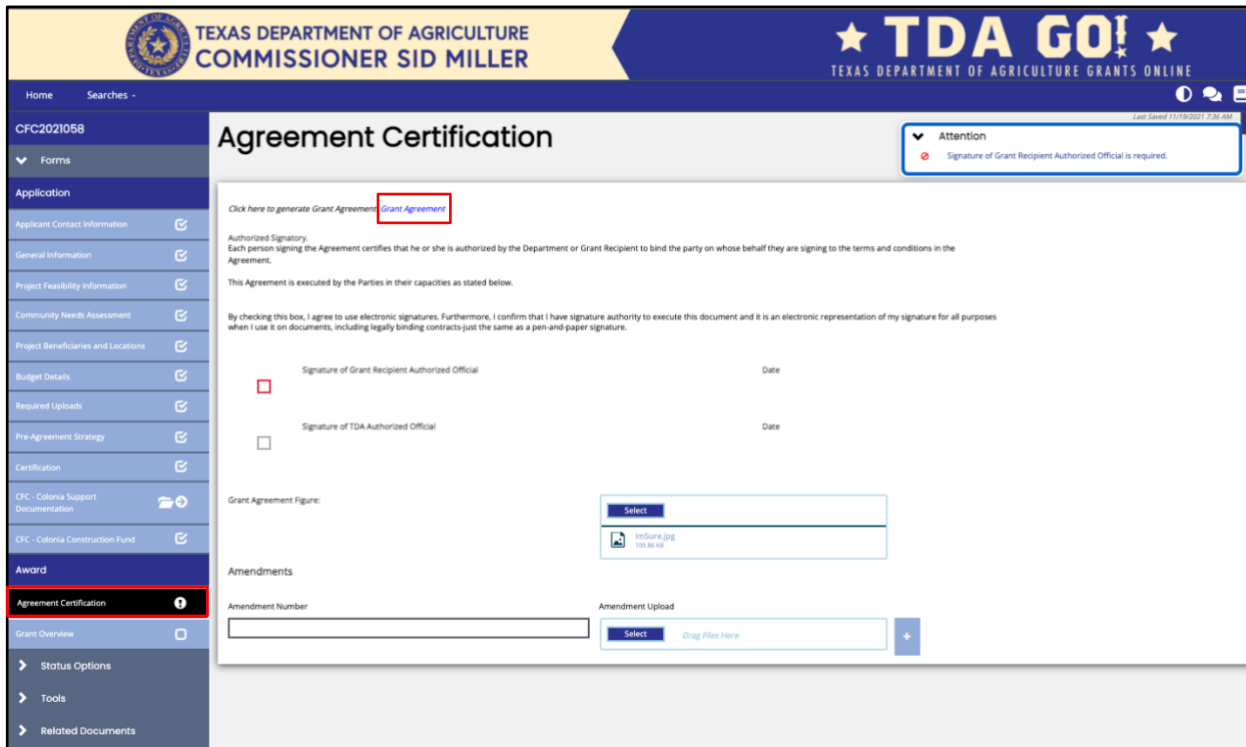 TEXAS DEPARTMENT OF AGRICULTURE
COMMISSIONER SID MILLER
TDA GO!
TEXAS DEPARTMENT OF AGRICULTURE GRANTS ONLINE
Home
Searches -
CFC2021058
Forms
Application
Applicant Contact Information
General Information
Project Feasibility Information
Community Needs Assessment
Project Beneficiaries and Locations
Budget Details
Required Uploads
Pre-Agreement Strategy
Certification
CFC - Colonia Support
Documentation
CFC - Colonia Construction Fund
Award
Agreement Certification
Grant Overview
Status Options
Tools
Related Documents
Last Saved 11/19/2021 7:36 AM
Agreement Certification
Attention
Signature of Grant Recipient Authorized Official is required.
Click here to generate Grant Agreement Grant Agreement
Authorized Signatory.
Each person signing the Agreement certifies that he or she is authorized by the Department or Grant Recipient to bind the party on whose behalf they are signing to the terms and conditions in the
Agreement.
This Agreement is executed by the Parties in their capacities as stated below.
By checking this box, I agree to use electronic signatures. Furthermore, I confirm that I have signature authority to execute this document and it is an electronic representation of my signature for all purposes
when I use it on documents, including legally binding contracts-just the same as a pen-and-paper signature.
Signature of Grant Recipient Authorized Official
Date
Signature of TDA Authorized Official
Date
Grant Agreement Figure:
Select
ImSure.jpg
109.86 KB
Amendments
Amendment Number
Amendment Upload
Select
Drag Files Here
+